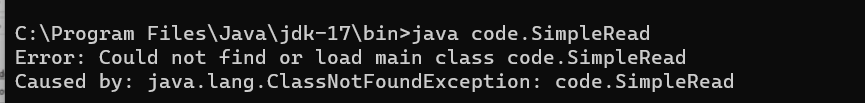 C:\Program Files\Java\jdk-17\bin>java code.SimpleRead
Error: Could not find or load main class code.SimpleRead
Caused by: java.lang.ClassNotFoundException: code.SimpleRead